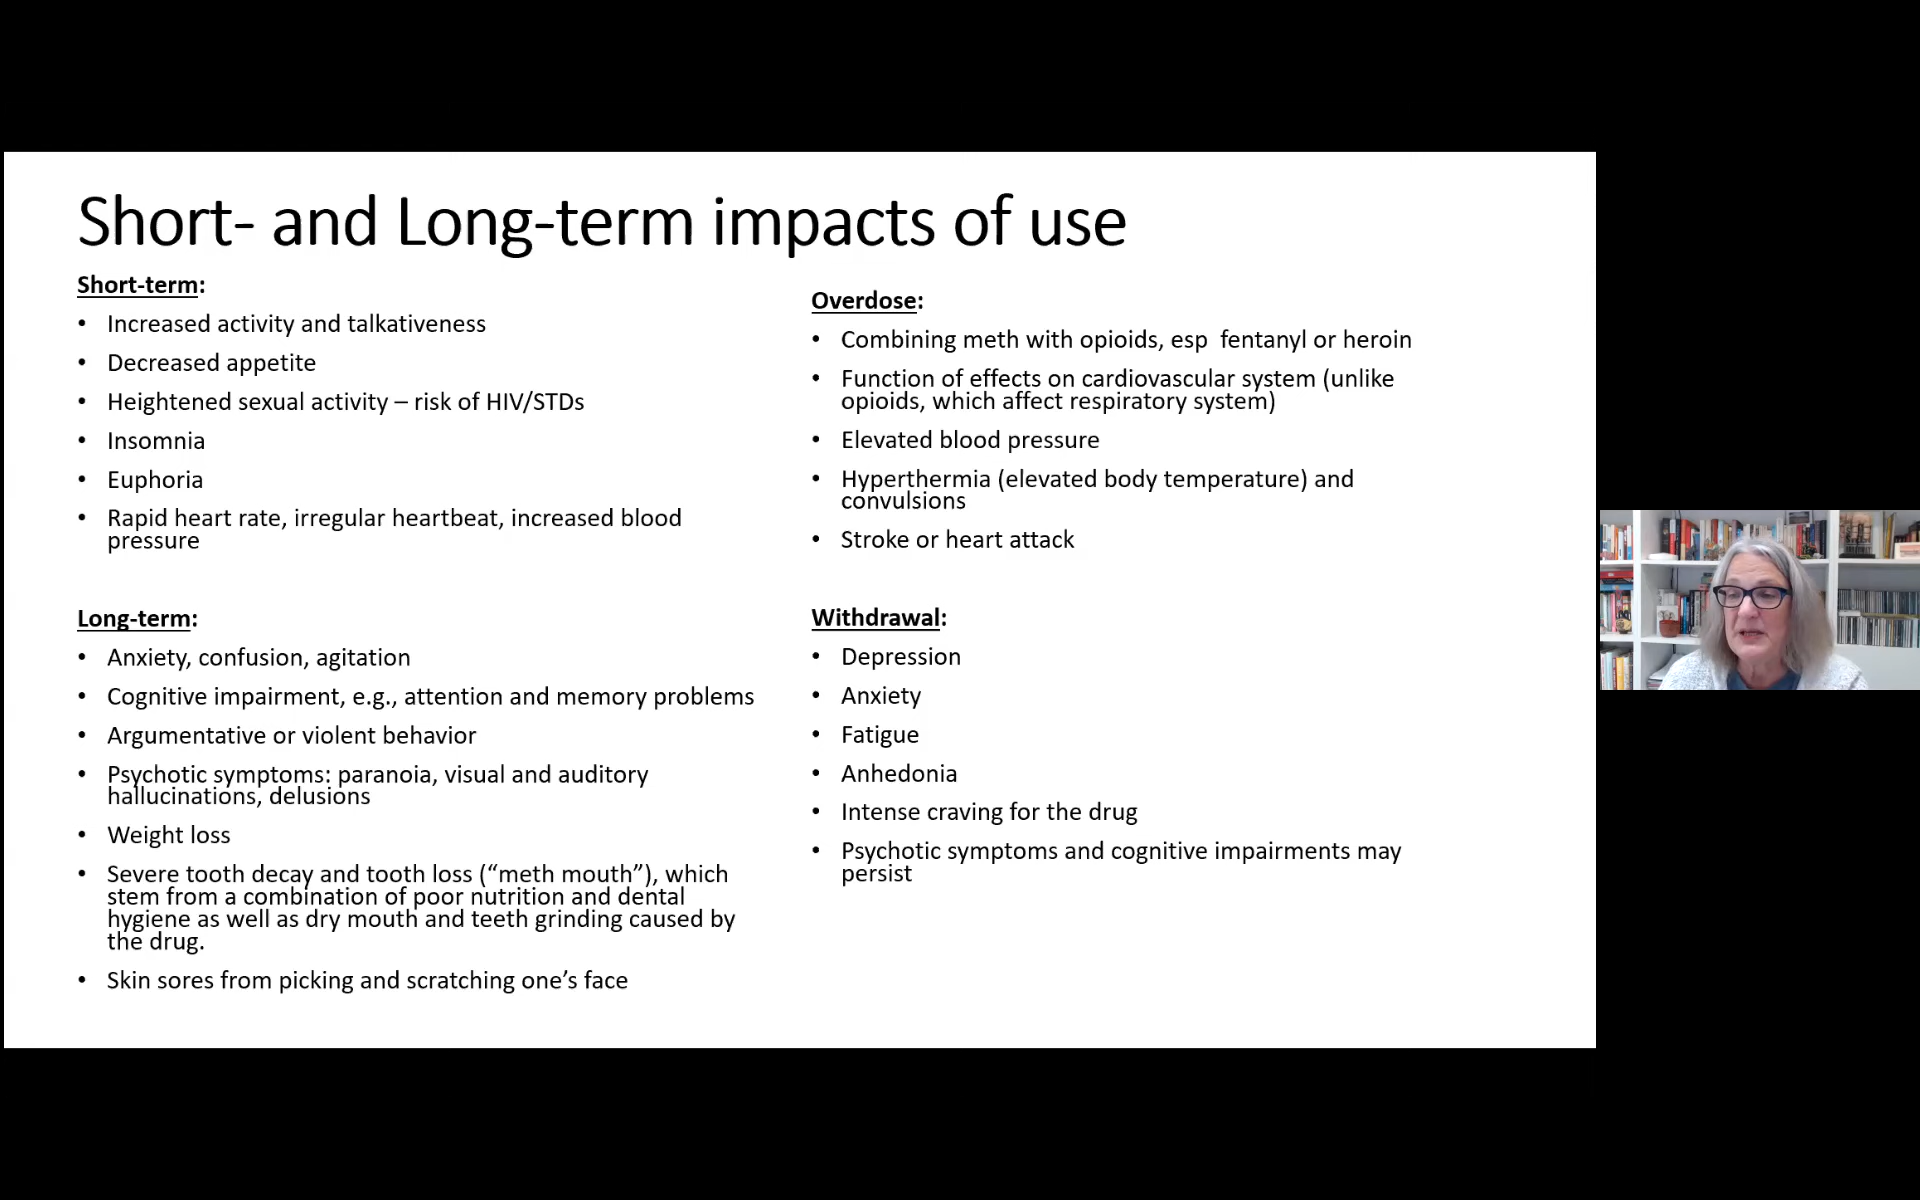 Short- and Long-term impacts of use
Short-term:
• Increased activity and talkativeness
• Decreased appetite
• Heightened sexual activity – risk of HIV/STDs
• Insomnia
• Euphoria
• Rapid heart rate, irregular heartbeat, increased blood
pressure
Long-term:
• Anxiety, confusion, agitation
• Cognitive impairment, e.g., attention and memory problems
• Argumentative or violent behavior
• Psychotic symptoms: paranoia, visual and auditory
hallucinations, delusions
• Weight loss
• Severe tooth decay and tooth loss (“meth mouth”), which
stem from a combination of poor nutrition and dental
hygiene as well as dry mouth and teeth grinding caused by
the drug.
• Skin sores from picking and scratching one’s face
Overdose:
• Combining meth with opioids, esp  fentanyl or heroin
• Function of effects on cardiovascular system (unlike
opioids, which affect respiratory system)
• Elevated blood pressure
• Hyperthermia (elevated body temperature) and
convulsions
• Stroke or heart attack
Withdrawal:
• Depression
• Anxiety
• Fatigue
• Anhedonia
• Intense craving for the drug
• Psychotic symptoms and cognitive impairments may
persist